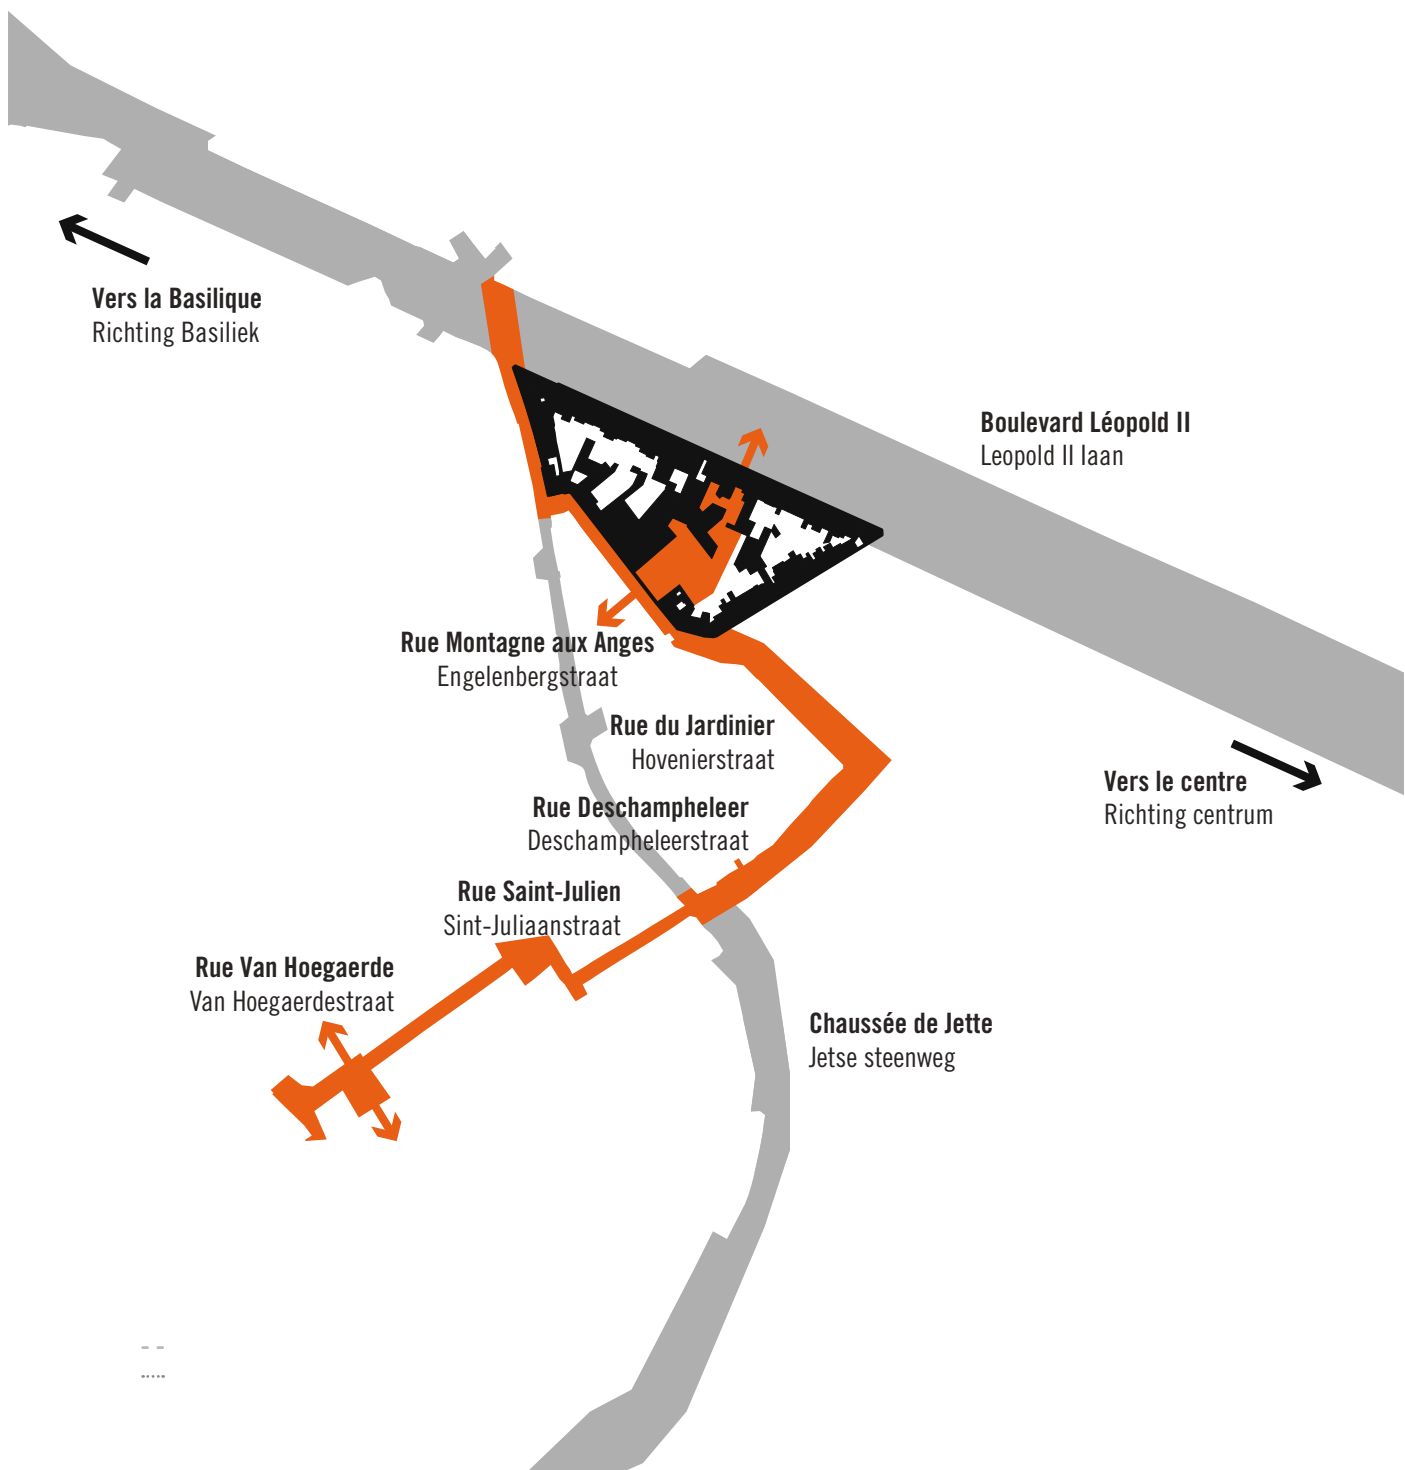 Vers la Basilique
Richting Basiliek
Boulevard Léopold II
Leopold II laan
Rue Montagne aux Anges
Engelenbergstraat
Rue du Jardinier
Hovenierstraat
Vers le centre
Richting centrum
Rue Deschampheleer
Deschampheleerstraat
Rue Saint-Julien
Sint-Juliaanstraat
Rue Van Hoegaerde
Van Hoegaerdestraat
Chaussée de Jette
Jetse steenweg